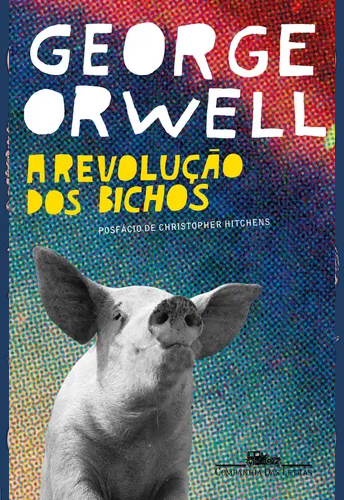 GEORGE
ORWELL
A REVOLUÇÃO
DOS BICHOS
POSFÁCIO DE CHRISTOPHER HITCHENS
COMPANHIA DAS LETRAS